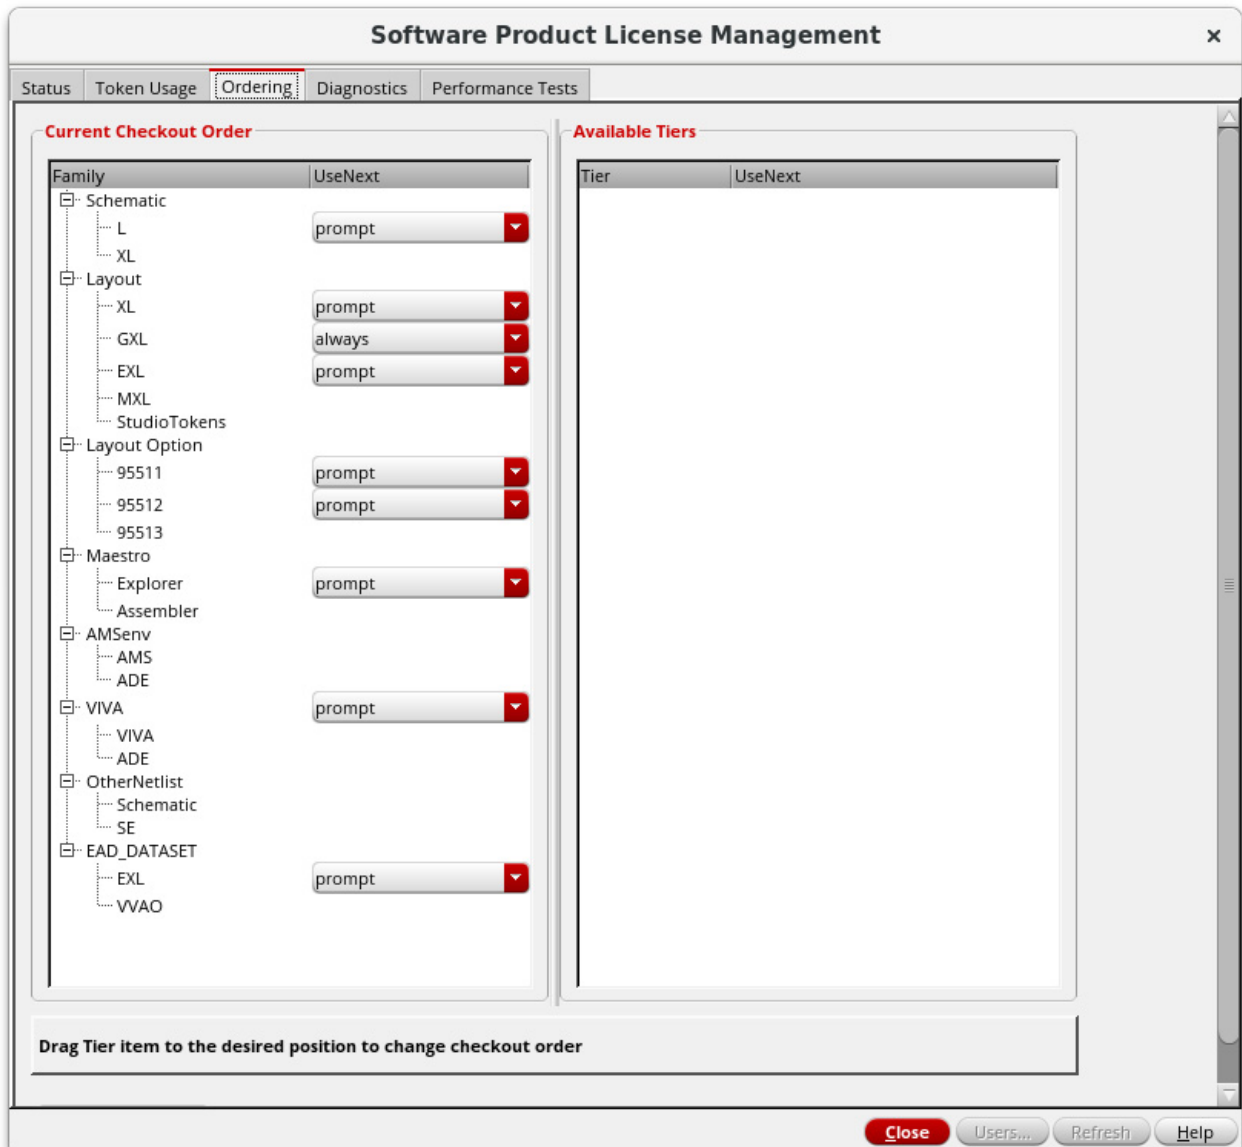 Software Product License Management
Status Token Usage Ordering Diagnostics Performance Tests
Current Checkout Order
Family UseNext
Schematic
L prompt
XL
Layout
XL prompt
GXL always
EXL prompt
MXL
StudioTokens
Layout Option
95511 prompt
95512 prompt
95513
Maestro
Explorer prompt
Assembler
AMSenv
AMS
ADE
VIVA prompt
VIVA
ADE
OtherNetlist
Schematic
SE
EAD_DATASET
EXL prompt
VVAO
Available Tiers
Tier UseNext
Drag Tier item to the desired position to change checkout order
Close Users... Refresh Help